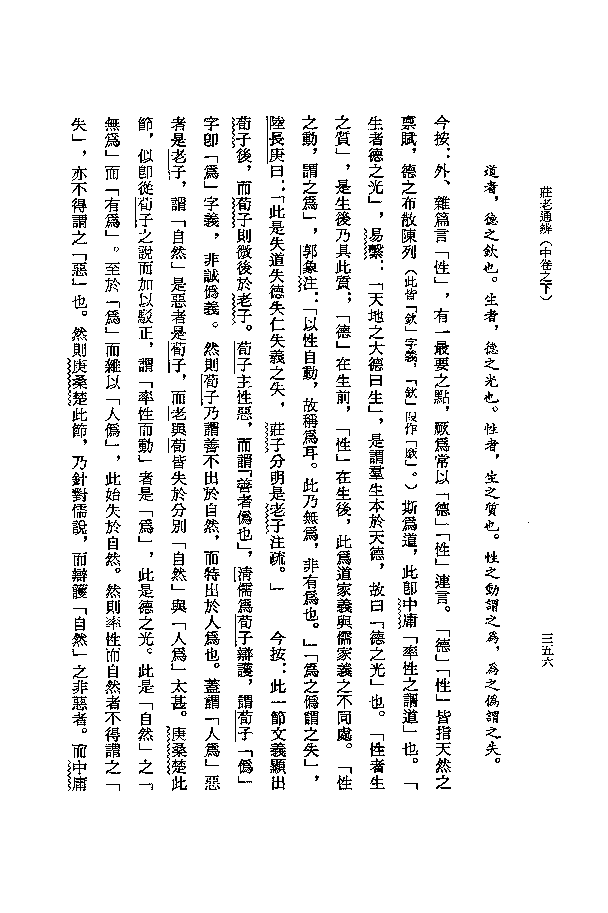 莊老通辨（中卷之下）
三五六
道者，德之欽也。生者，德之光也。性者，生之質也。性之動謂之為，為之僞謂之失。
今按：外、雜篇言「性」，有一最要之點，厥爲常以「德」「性」連言。「德」「性」皆指天然之
禀賦，德之布散陳列（此皆「欽」字義，「欽」假作「廞」。）斯爲道，此卽中庸「率性之謂道」也。「
生者德之光」，易繫：「天地之大德曰生」，是謂羣生本於天德，故曰「德之光」也。「性者生
之質」，是生後乃具此質；「德」在生前，「性」在生後，此爲道家義與儒家義之不同處。「性
之動，謂之爲」，郭象注：「以性自動，故稱爲耳。此乃無爲，非有爲也。」「爲之僞謂之失」，
陸長庚曰：「此是失道失德失仁失義之失，莊子分明是老子注疏。」　今按：此一節文義顯出
荀子後，而荀子則微後於老子。荀子主性惡，而謂「善者僞也」，清儒爲荀子辯護，謂荀子「僞」
字卽「爲」字義，非誠僞義。然則荀子乃謂善不出於自然，而特出於人爲也。蓋謂「人爲」惡
者是老子，謂「自然」是惡者是荀子，而老與荀皆失於分別「自然」與「人爲」太甚。庚桑楚此
節，似卽從荀子之說而加以駁正，謂「率性而動」者是「爲」，此是德之光。此是「自然」之「
無爲」而「有爲」。至於「爲」而雜以「人僞」，此始失於自然。然則率性而自然者不得謂之「
失」，亦不得謂之「惡」也。然則庚桑楚此節，乃針對儒說，而辯護「自然」之非惡者。而中庸